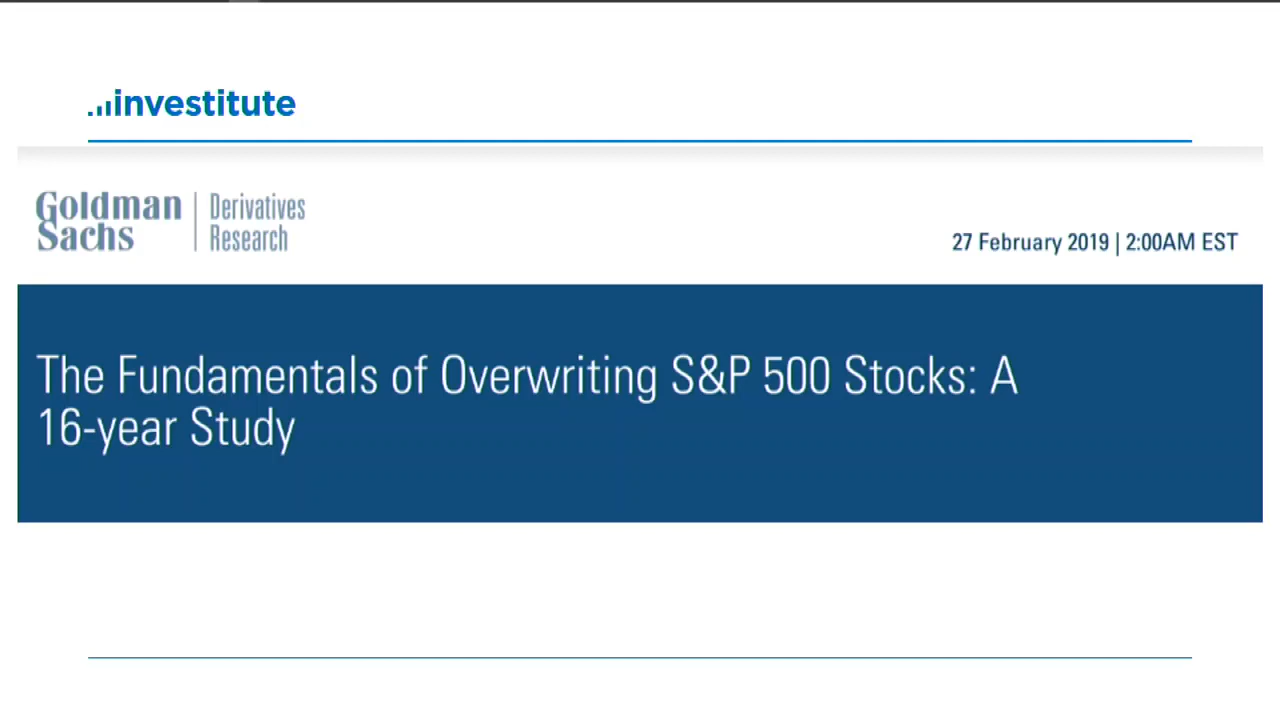 investitute
Goldman
Sachs
Derivatives
Research
27 February 2019 | 2:00AM EST
The Fundamentals of Overwriting S&P 500 Stocks: A
16-year Study